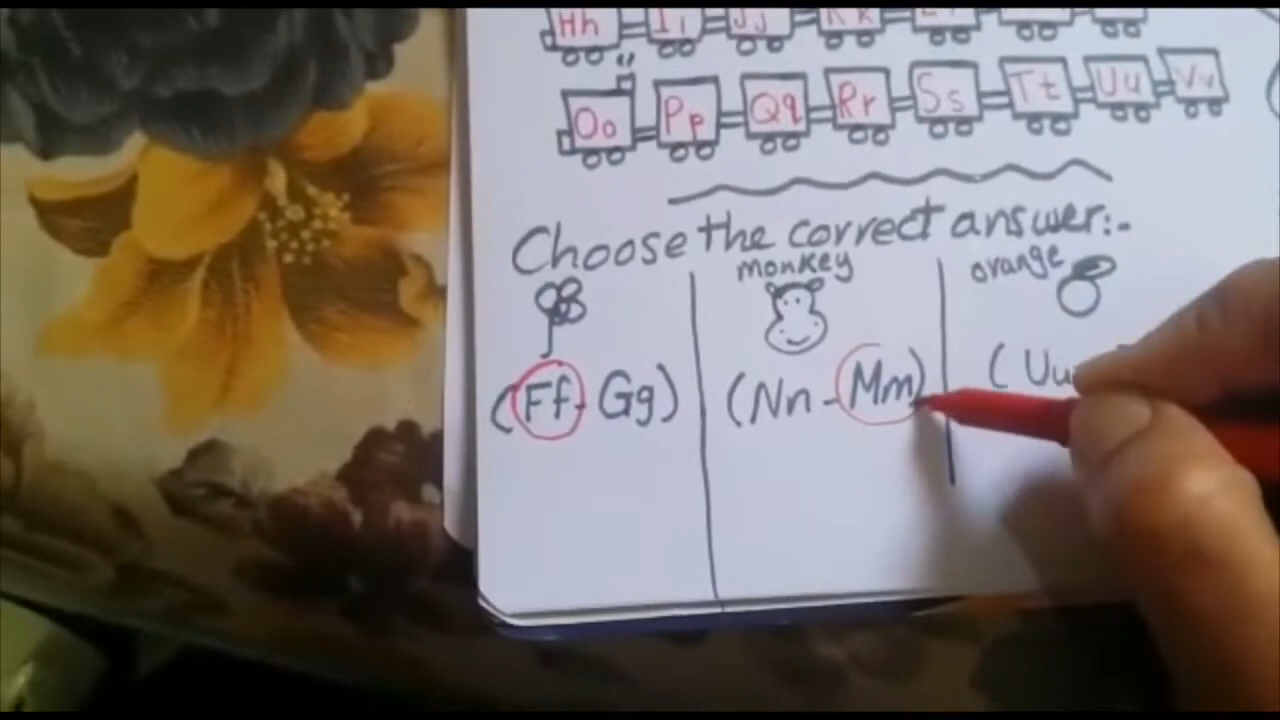 Hh Ii Jj Kk
Oo Pp Qq Rr Ss Tt Uu Vv
Choose the correct answer:-
monkey orange
(Ff - Gg) (Nn - Mm) (Uu